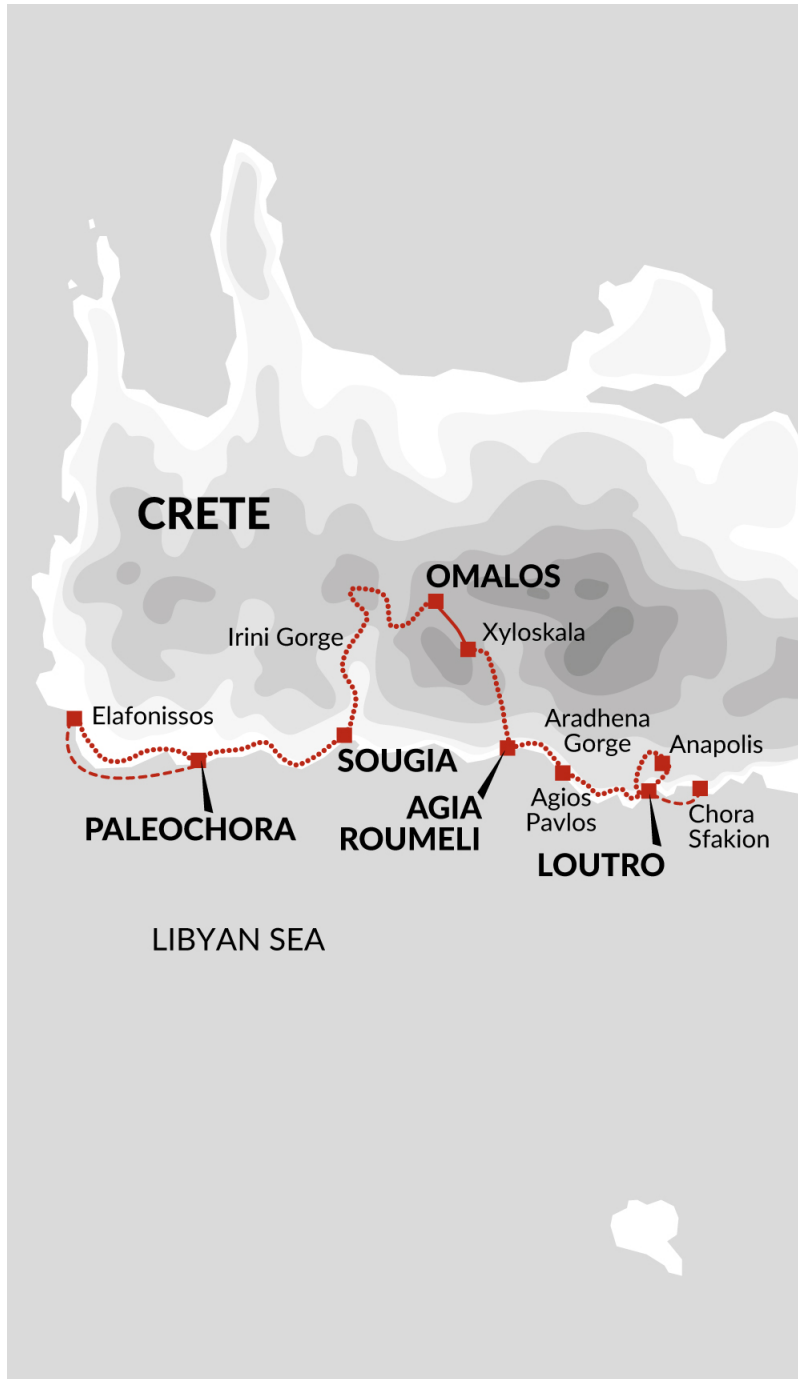 CRETE
OMALOS
Irini Gorge
Xyloskala
Elafonissos
Aradhena
Gorge
Anapolis
SOUGIA
AGIA
ROUMELI
Agios
Pavlos
Chora
Sfakion
PALEOCHORA
LOUTRO
LIBYAN SEA